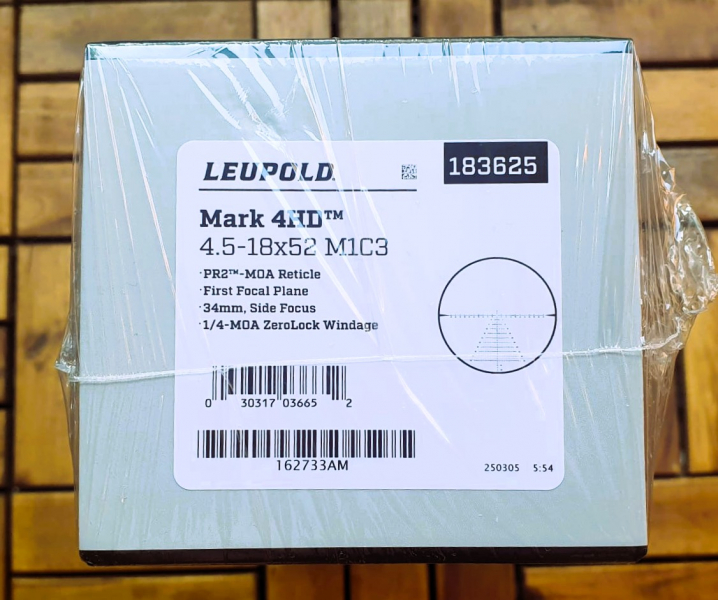 LEUPOLD
183625
Mark 4HD™
4.5-18x52 M1C3
·PR2™-MOA Reticle
·First Focal Plane
·34mm, Side Focus
·1/4-MOA ZeroLock Windage
0 30317 03665 2
162733AM
250305 5:54